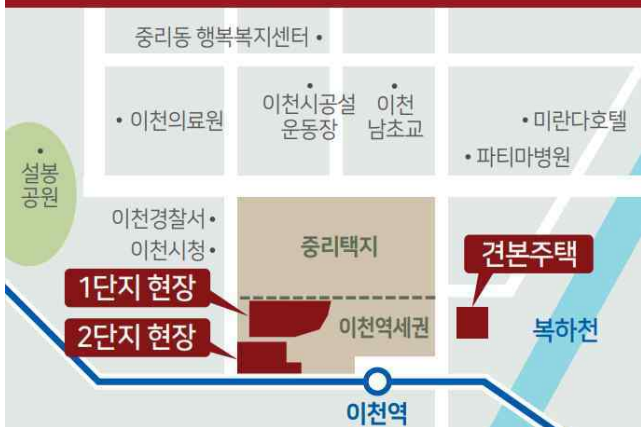 중리동 행복복지센터
이천의료원
이천시공설
운동장
이천
남초교
미란다호텔
파티마병원
설봉
공원
이천경찰서
이천시청
중리택지
견본주택
1단지 현장
이천역세권
2단지 현장
복하천
이천역